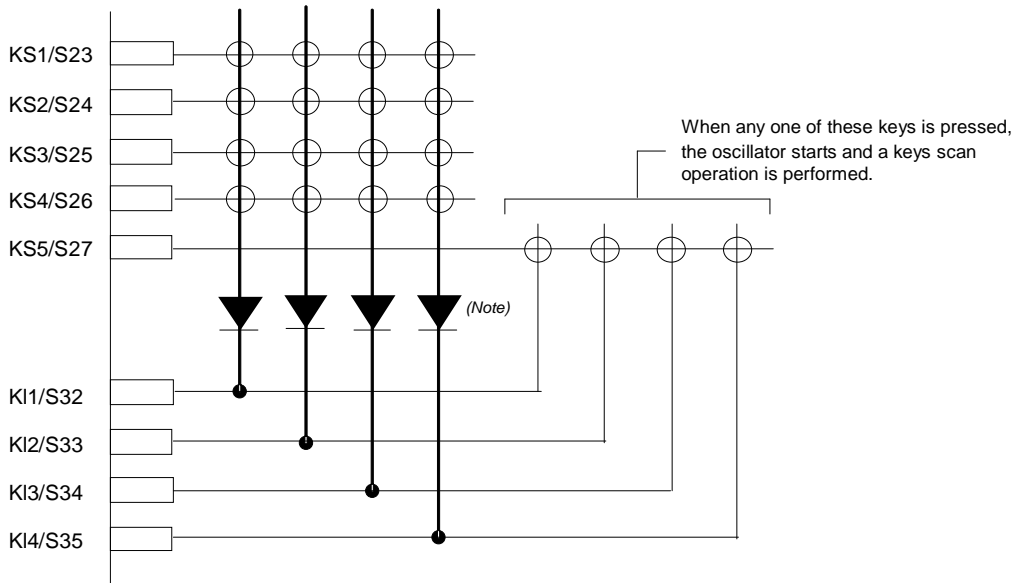 KS1/S23
KS2/S24
KS3/S25
KS4/S26
KS5/S27
When any one of these keys is pressed,
the oscillator starts and a keys scan
operation is performed.
(Note)
KI1/S32
KI2/S33
KI3/S34
KI4/S35